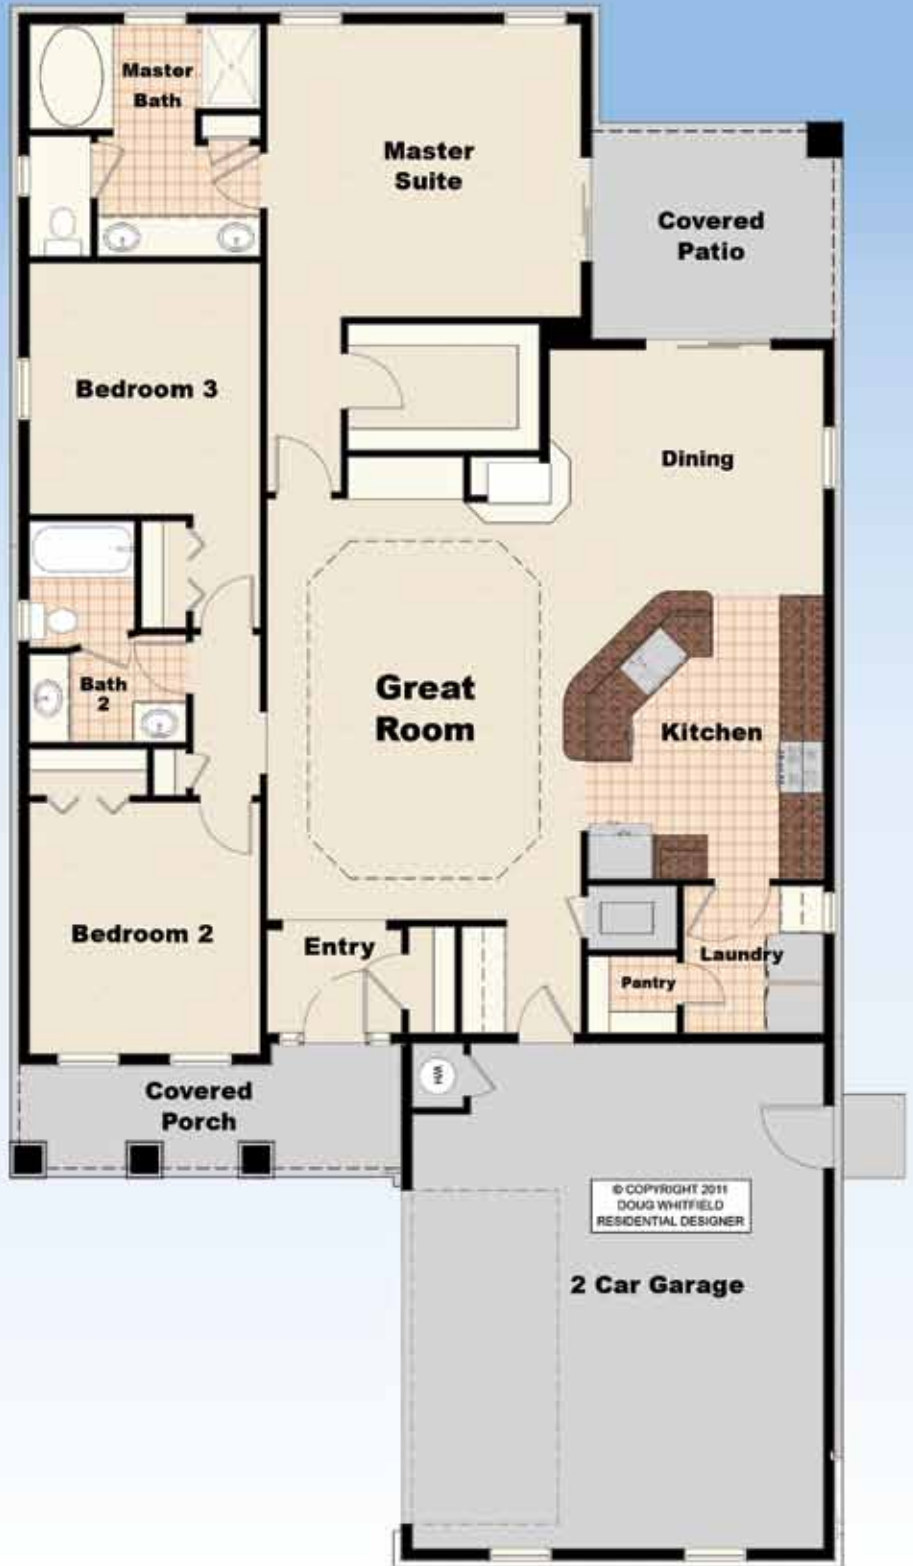 Master
Bath
Master
Suite
Covered
Patio
Bedroom 3
Dining
Great
Room
Bath
2
Kitchen
Bedroom 2
Entry
Laundry
Pantry
WH
Covered
Porch
© COPYRIGHT 2011
DOUG WHITFIELD
RESIDENTIAL DESIGNER
2 Car Garage